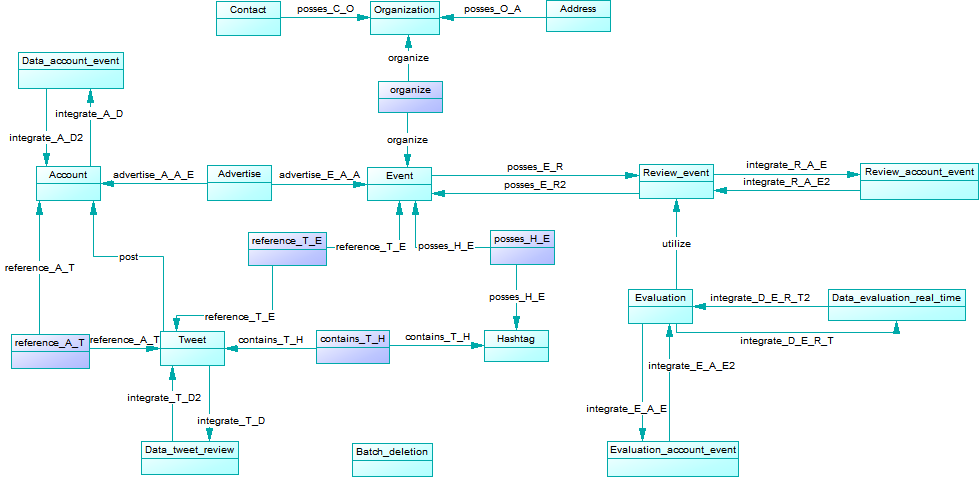 Contact
posses_C_O
Organization
posses_O_A
Address
organize
Data_account_event
organize
integrate_A_D
organize
integrate_A_D2
Account
advertise_A_A_E
Advertise
advertise_E_A_A
Event
posses_E_R
posses_E_R2
Review_event
integrate_R_A_E
integrate_R_A_E2
Review_account_event
reference_T_E
reference_T_E
posses_H_E
posses_H_E
utilize
post
reference_A_T
posses_H_E
Evaluation
integrate_D_E_R_T2
Data_evaluation_real_time
reference_T_E
reference_A_T
reference_A_T
Tweet
contains_T_H
contains_T_H
contains_T_H
Hashtag
integrate_D_E_R_T
integrate_E_A_E2
integrate_T_D2
integrate_E_A_E
integrate_T_D
Data_tweet_review
Batch_deletion
Evaluation_account_event